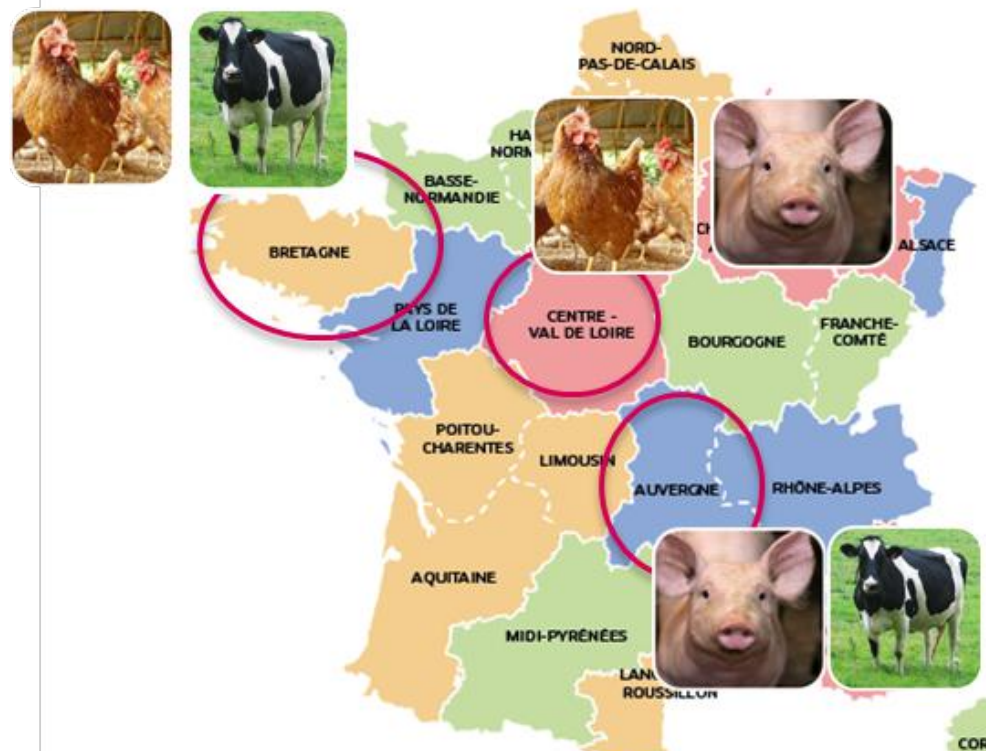 NORD-
PAS-DE-CALAIS
BASSE-
NORMANDIE
BRETAGNE
ALSACE
PAYS DE
LA LOIRE
CENTRE -
VAL DE LOIRE
BOURGOGNE
FRANCHE-
COMTÉ
POITOU-
CHARENTES
LIMOUSIN
AUVERGNE
RHÔNE-ALPES
AQUITAINE
MIDI-PYRÉNÉES
ROUSSILLON